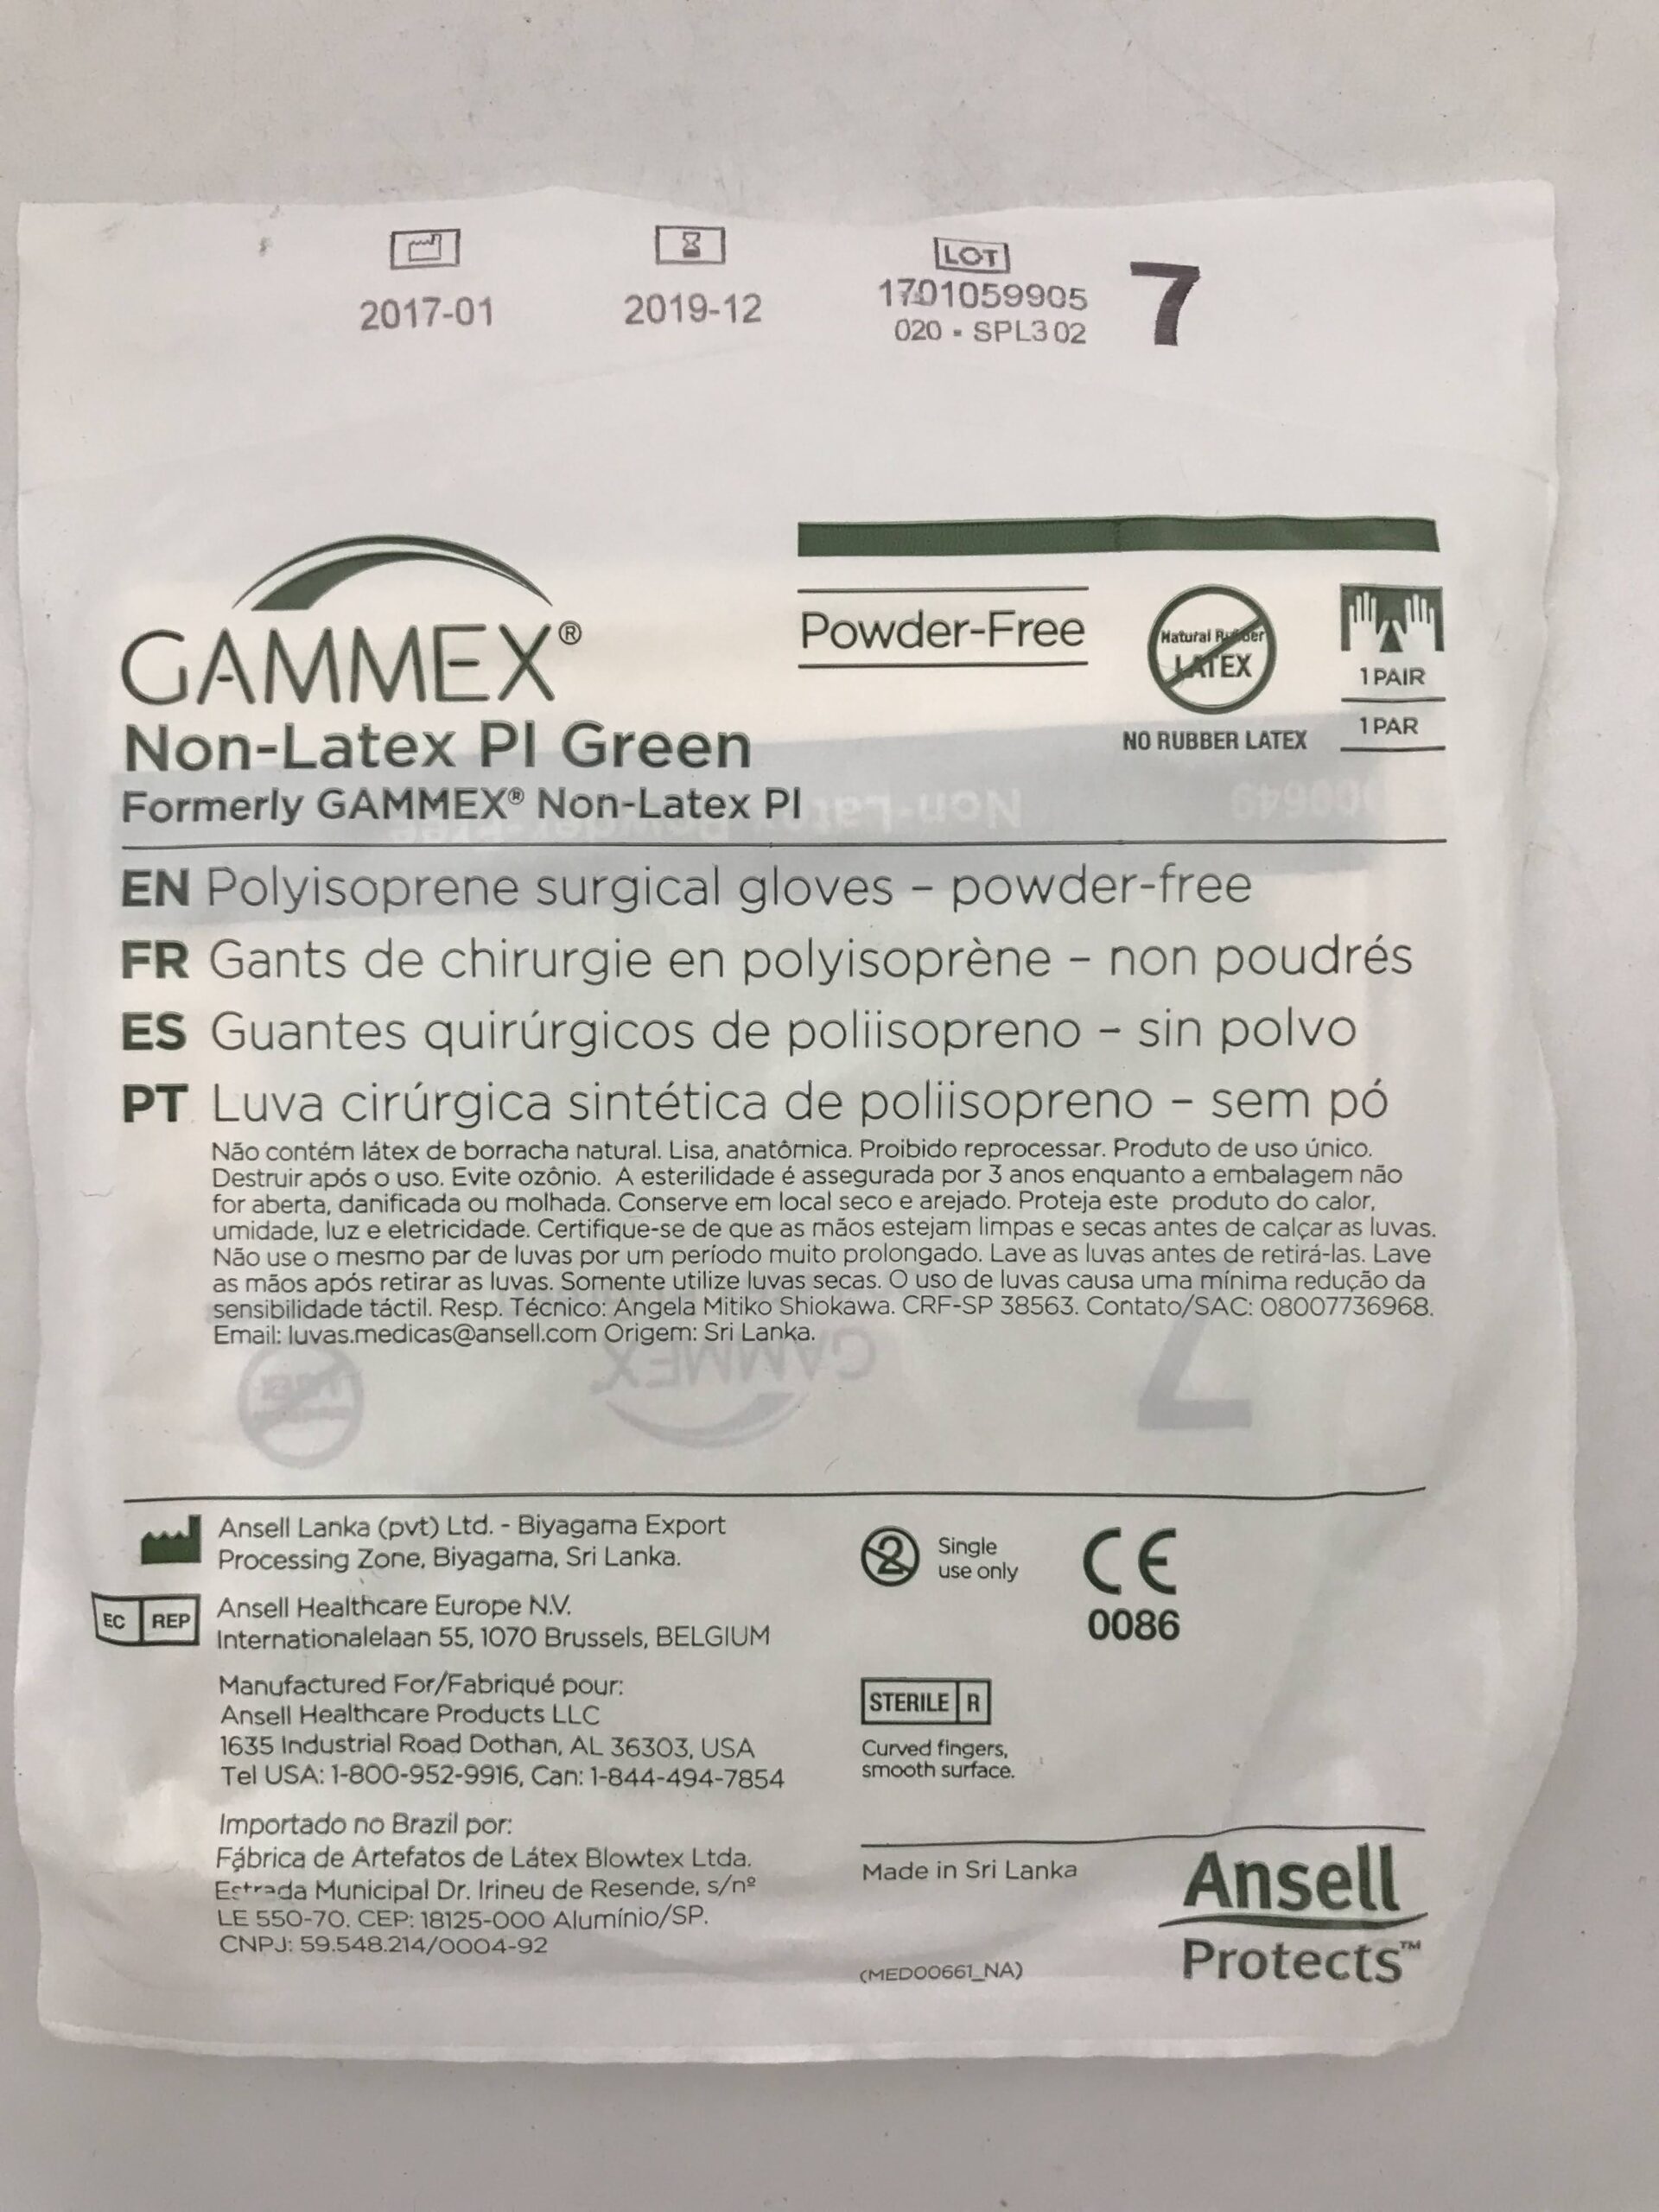 2017-01
2019-12
LOT
1701059905
020 - SPL302
7
GAMMEX®
Non-Latex PI Green
Formerly GAMMEX® Non-Latex PI
Powder-Free
Natural Rubber
LATEX
NO RUBBER LATEX
1 PAIR
1 PAR
EN Polyisoprene surgical gloves – powder-free
FR Gants de chirurgie en polyisoprène – non poudrés
ES Guantes quirúrgicos de poliisopreno – sin polvo
PT Luva cirúrgica sintética de poliisopreno – sem pó
Não contém látex de borracha natural. Lisa, anatômica. Proibido reprocessar. Produto de uso único.
Destruir após o uso. Evite ozônio. A esterilidade é assegurada por 3 anos enquanto a embalagem não
for aberta, danificada ou molhada. Conserve em local seco e arejado. Proteja este produto do calor,
umidade, luz e eletricidade. Certifique-se de que as mãos estejam limpas e secas antes de calçar as luvas.
Não use o mesmo par de luvas por um período muito prolongado. Lave as luvas antes de retirá-las. Lave
as mãos após retirar as luvas. Somente utilize luvas secas. O uso de luvas causa uma mínima redução da
sensibilidade táctil. Resp. Técnico: Angela Mitiko Shiokawa. CRF-SP 38563. Contato/SAC: 08007736968.
Email: luvas.medicas@ansell.com Origem: Sri Lanka.
GAMMEX
7
Ansell Lanka (pvt) Ltd. - Biyagama Export
Processing Zone, Biyagama, Sri Lanka.
EC REP
Ansell Healthcare Europe N.V.
Internationalelaan 55, 1070 Brussels, BELGIUM
Manufactured For/Fabriqué pour:
Ansell Healthcare Products LLC
1635 Industrial Road Dothan, AL 36303, USA
Tel USA: 1-800-952-9916, Can: 1-844-494-7854
Importado no Brazil por:
Fábrica de Artefatos de Látex Blowtex Ltda.
Estrada Municipal Dr. Irineu de Resende, s/nº
LE 550-70. CEP: 18125-000 Alumínio/SP.
CNPJ: 59.548.214/0004-92
2
Single
use only
CE
0086
STERILE R
Curved fingers,
smooth surface.
Made in Sri Lanka
(MED00661_NA)
Ansell
Protects™